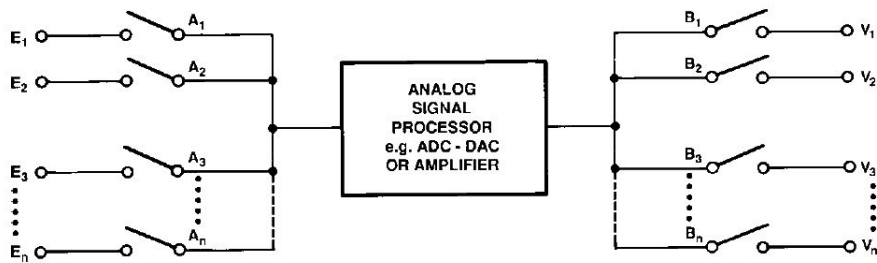 E1 A1
E2 A2
E3 A3
En An
ANALOG
SIGNAL
PROCESSOR
e.g. ADC - DAC
OR AMPLIFIER
B1 V1
B2 V2
B3 V3
Bn Vn